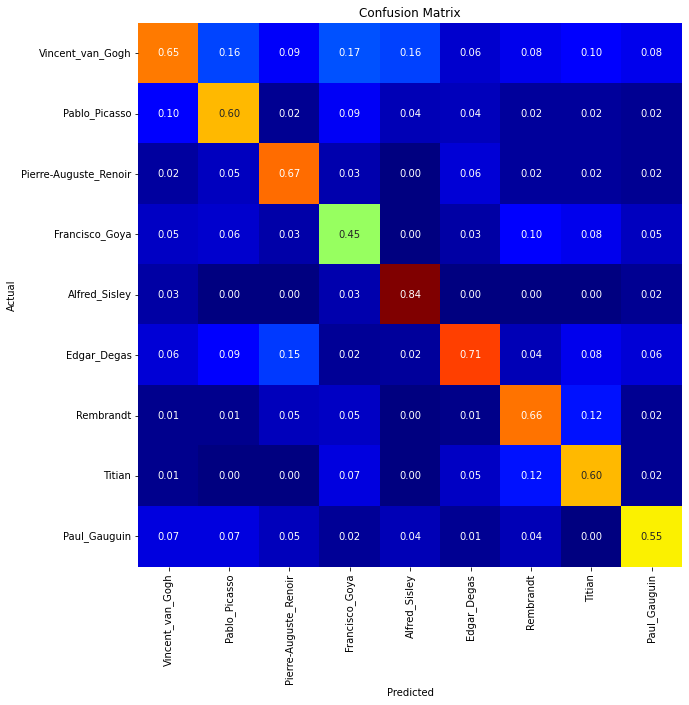 Confusion Matrix
Vincent_van_Gogh 0.65 0.16 0.09 0.17 0.16 0.06 0.08 0.10 0.08
Pablo_Picasso 0.10 0.60 0.02 0.09 0.04 0.04 0.02 0.02 0.02
Pierre-Auguste_Renoir 0.02 0.05 0.67 0.03 0.00 0.06 0.02 0.02 0.02
Francisco_Goya 0.05 0.06 0.03 0.45 0.00 0.03 0.10 0.08 0.05
Actual
Alfred_Sisley 0.03 0.00 0.00 0.03 0.84 0.00 0.00 0.00 0.02
Edgar_Degas 0.06 0.09 0.15 0.02 0.02 0.71 0.04 0.08 0.06
Rembrandt 0.01 0.01 0.05 0.05 0.00 0.01 0.66 0.12 0.02
Titian 0.01 0.00 0.00 0.07 0.00 0.05 0.12 0.60 0.02
Paul_Gauguin 0.07 0.07 0.05 0.02 0.04 0.01 0.04 0.00 0.55
Vincent_van_Gogh
Pablo_Picasso
Pierre-Auguste_Renoir
Francisco_Goya
Alfred_Sisley
Edgar_Degas
Rembrandt
Titian
Paul_Gauguin
Predicted